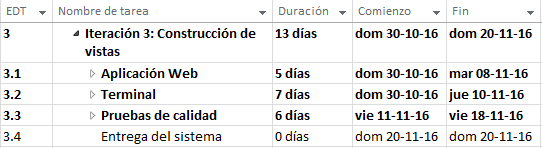 EDT Nombre de tarea Duración Comienzo Fin
3 Iteración 3: Construcción de vistas 13 días dom 30-10-16 dom 20-11-16
3.1 Aplicación Web 5 días dom 30-10-16 mar 08-11-16
3.2 Terminal 7 días dom 30-10-16 jue 10-11-16
3.3 Pruebas de calidad 6 días vie 11-11-16 vie 18-11-16
3.4 Entrega del sistema 0 días dom 20-11-16 dom 20-11-16